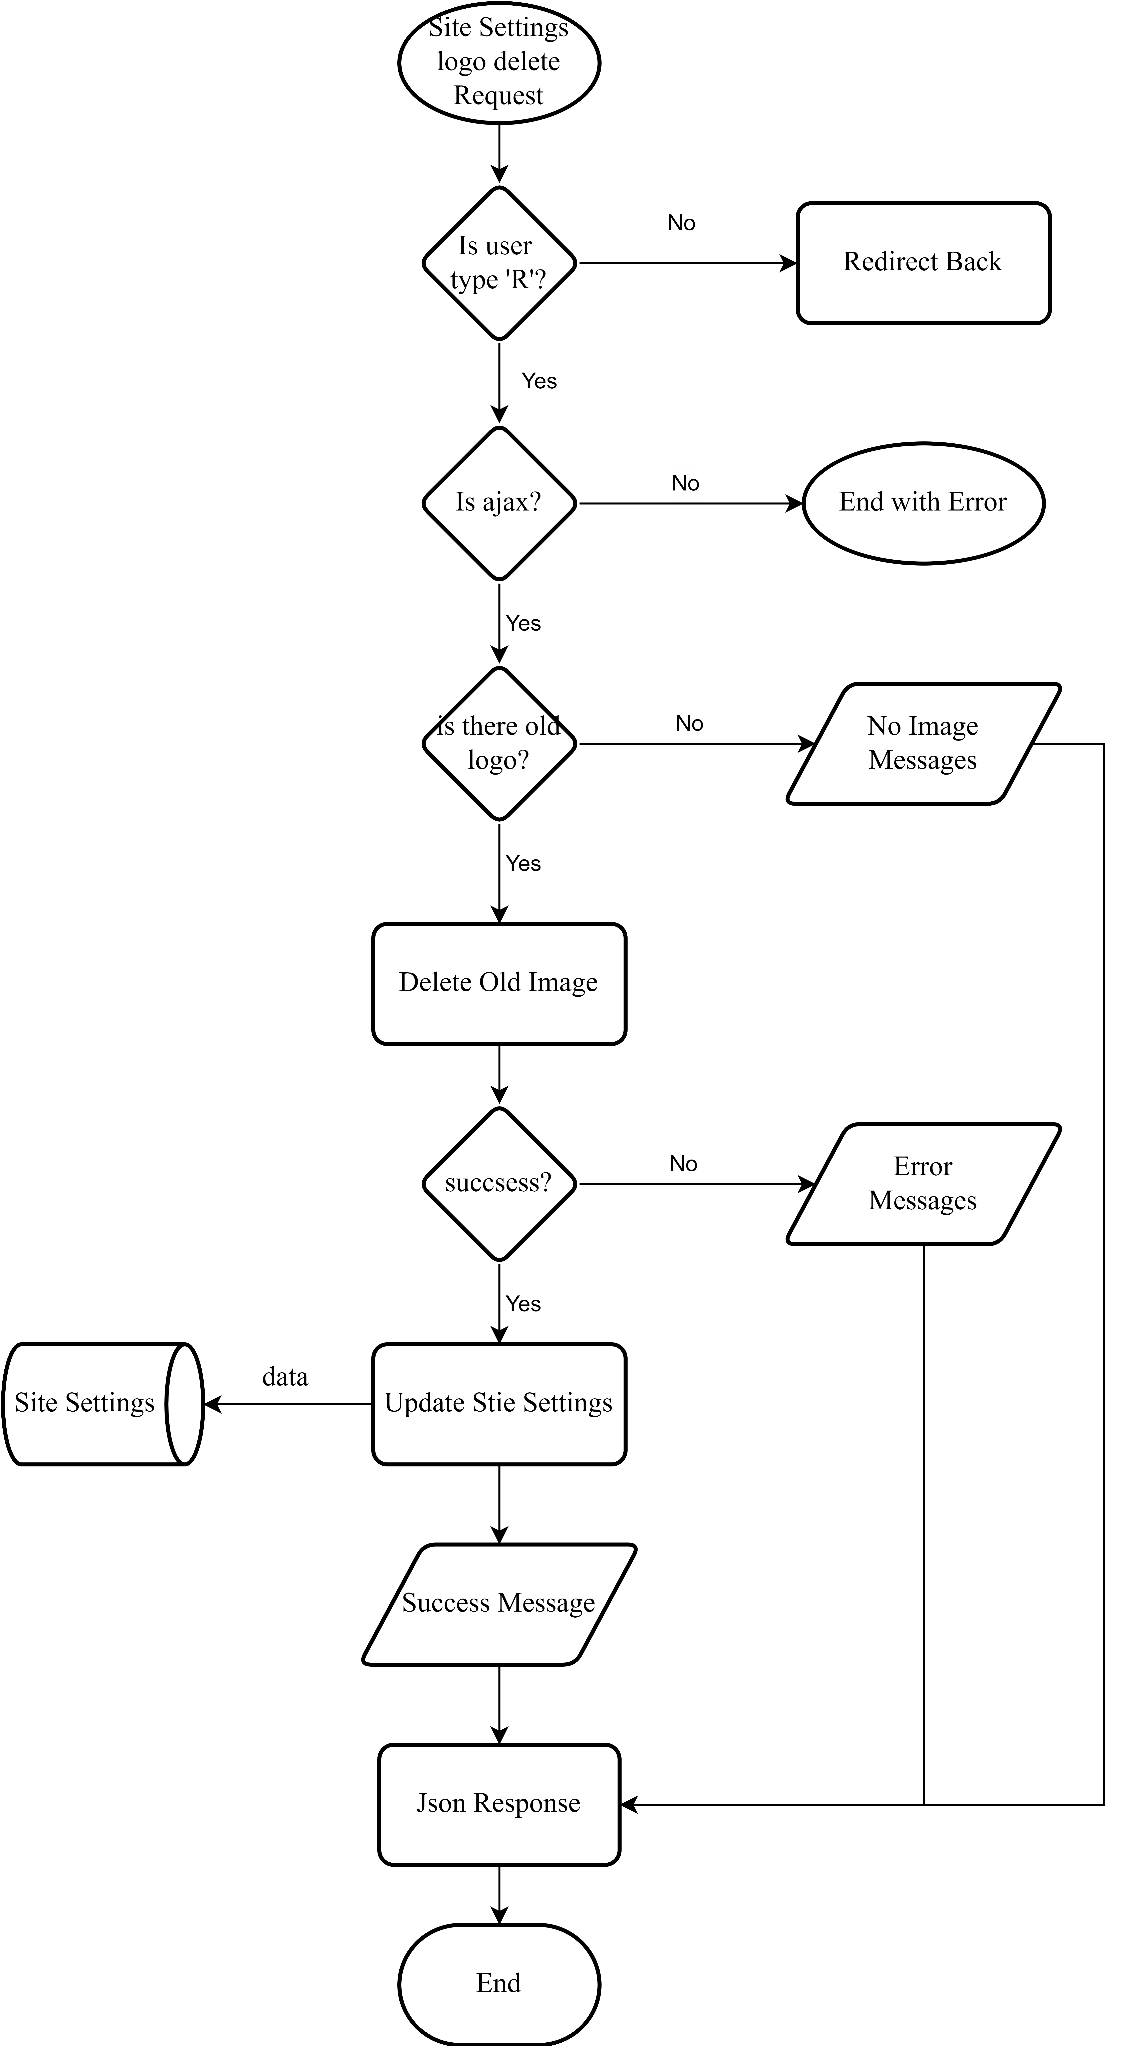 Site Settings
logo delete
Request
Is user
type 'R'?
No
Redirect Back
Yes
Is ajax?
No
End with Error
Yes
is there old
logo?
No
No Image
Messages
Yes
Delete Old Image
succsess?
No
Error
Messages
Yes
Site Settings
data
Update Stie Settings
Success Message
Json Response
End